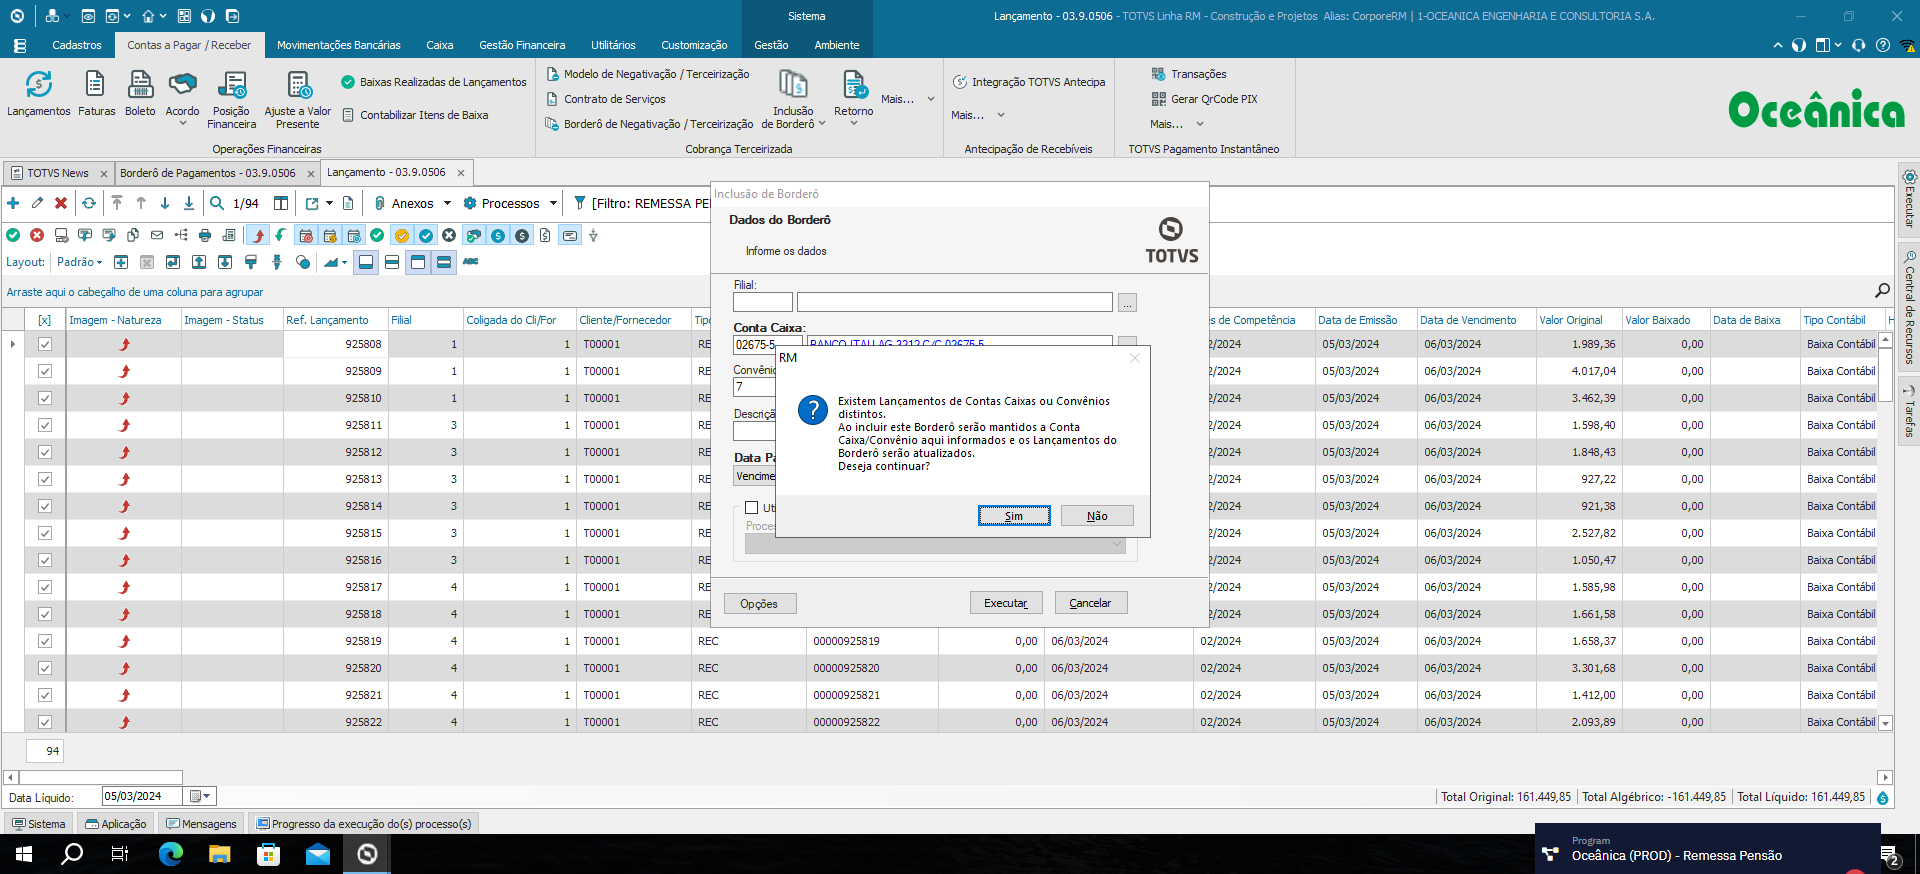 Sistema
Lançamento - 03.9.0506 - TOTVS Linha RM - Construção e Projetos  Alias: CorporeRM | 1-OCEANICA ENGENHARIA E CONSULTORIA S.A.
Cadastros
Contas a Pagar / Receber
Movimentações Bancárias
Caixa
Gestão Financeira
Utilitários
Customização
Gestão
Ambiente
Lançamentos
Faturas
Boleto
Acordo
Posição
Financeira
Ajuste a Valor
Presente
Baixas Realizadas de Lançamentos
Contabilizar Itens de Baixa
Operações Financeiras
Modelo de Negativação / Terceirização
Contrato de Serviços
Borderô de Negativação / Terceirização
Inclusão
de Borderô
Retorno
Mais...
Cobrança Terceirizada
Integração TOTVS Antecipa
Mais...
Antecipação de Recebíveis
Transações
Gerar QrCode PIX
Mais...
TOTVS Pagamento Instantâneo
Oceânica
TOTVS News
Borderô de Pagamentos - 03.9.0506
Lançamento - 03.9.0506
1/94
Anexos
Processos
[Filtro: REMESSA PE
Layout:
Padrão
ABC
Arraste aqui o cabeçalho de uma coluna para agrupar
Executar
Central de Recursos
Tarefas
Inclusão de Borderô
Dados do Borderô
Informe os dados
TOTVS
Filial:
...
Conta Caixa:
02675-5
BANCO ITAU AG 3212 C/C 02675-5
Convênio
7
Descriçã
Data Pa
Vencime
Uti
Proces
Opções
Executar
Cancelar
RM
Existem Lançamentos de Contas Caixas ou Convênios
distintos.
Ao incluir este Borderô serão mantidos a Conta
Caixa/Convênio aqui informados e os Lançamentos do
Borderô serão atualizados.
Deseja continuar?
Sim
Não
[x] Imagem - Natureza Imagem - Status Ref. Lançamento Filial Coligada do Cli/For Cliente/Fornecedor Tipo es de Competência Data de Emissão Data de Vencimento Valor Original Valor Baixado Data de Baixa Tipo Contábil H
925808 1 1 T00001 RE 02/2024 05/03/2024 06/03/2024 1.989,36 0,00 Baixa Contábil
925809 1 1 T00001 RE 02/2024 05/03/2024 06/03/2024 4.017,04 0,00 Baixa Contábil
925810 1 1 T00001 RE 02/2024 05/03/2024 06/03/2024 3.462,39 0,00 Baixa Contábil
925811 3 1 T00001 RE 02/2024 05/03/2024 06/03/2024 1.598,40 0,00 Baixa Contábil
925812 3 1 T00001 RE 02/2024 05/03/2024 06/03/2024 1.848,43 0,00 Baixa Contábil
925813 3 1 T00001 RE 02/2024 05/03/2024 06/03/2024 927,22 0,00 Baixa Contábil
925814 3 1 T00001 RE 02/2024 05/03/2024 06/03/2024 921,38 0,00 Baixa Contábil
925815 3 1 T00001 RE 02/2024 05/03/2024 06/03/2024 2.527,82 0,00 Baixa Contábil
925816 3 1 T00001 RE 02/2024 05/03/2024 06/03/2024 1.050,47 0,00 Baixa Contábil
925817 4 1 T00001 RE 02/2024 05/03/2024 06/03/2024 1.585,98 0,00 Baixa Contábil
925818 4 1 T00001 RE 02/2024 05/03/2024 06/03/2024 1.661,58 0,00 Baixa Contábil
925819 4 1 T00001 REC 00000925819 0,00 06/03/2024 02/2024 05/03/2024 06/03/2024 1.658,37 0,00 Baixa Contábil
925820 4 1 T00001 REC 00000925820 0,00 06/03/2024 02/2024 05/03/2024 06/03/2024 3.301,68 0,00 Baixa Contábil
925821 4 1 T00001 REC 00000925821 0,00 06/03/2024 02/2024 05/03/2024 06/03/2024 1.412,00 0,00 Baixa Contábil
925822 4 1 T00001 REC 00000925822 0,00 06/03/2024 02/2024 05/03/2024 06/03/2024 2.093,89 0,00 Baixa Contábil
94
Data Líquido: 05/03/2024
Total Original: 161.449,85 Total Algébrico: -161.449,85 Total Líquido: 161.449,85
Sistema
Aplicação
Mensagens
Progresso da execução do(s) processo(s)
Program
Oceânica (PROD) - Remessa Pensão
2